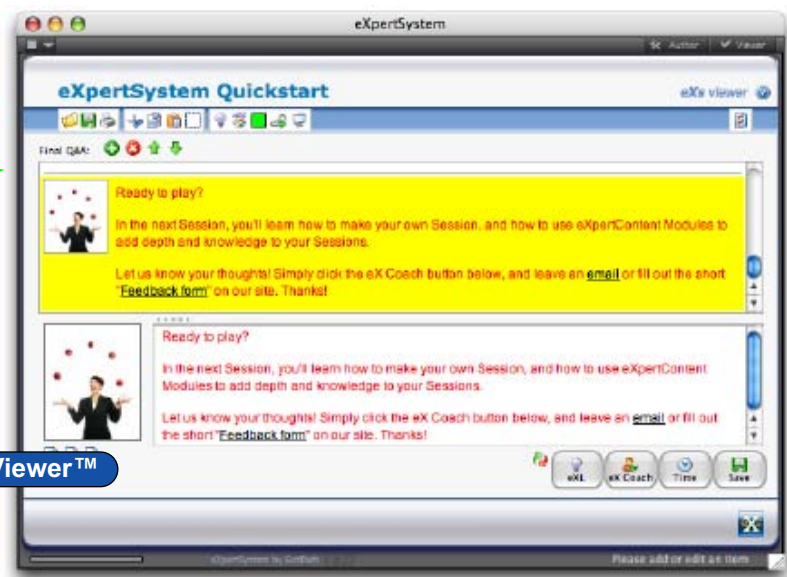 eXpertSystem
Author Viewer
eXpertSystem Quickstart
eXs viewer
Final Q&A:
Ready to play?
In the next Session, you'll learn how to make your own Session, and how to use eXpertContent Modules to
add depth and knowledge to your Sessions.
Let us know your thoughts! Simply click the eX Coach button below, and leave an email or fill out the short
"Feedback form" on our site. Thanks!
Ready to play?
In the next Session, you'll learn how to make your own Session, and how to use eXpertContent
Modules to add depth and knowledge to your Sessions.
Let us know your thoughts! Simply click the eX Coach button below, and leave an email or fill out
the short "Feedback form" on our site. Thanks!
iewer™
eXL eX Coach Time Save
eXpertSystem by
Please add or edit an item